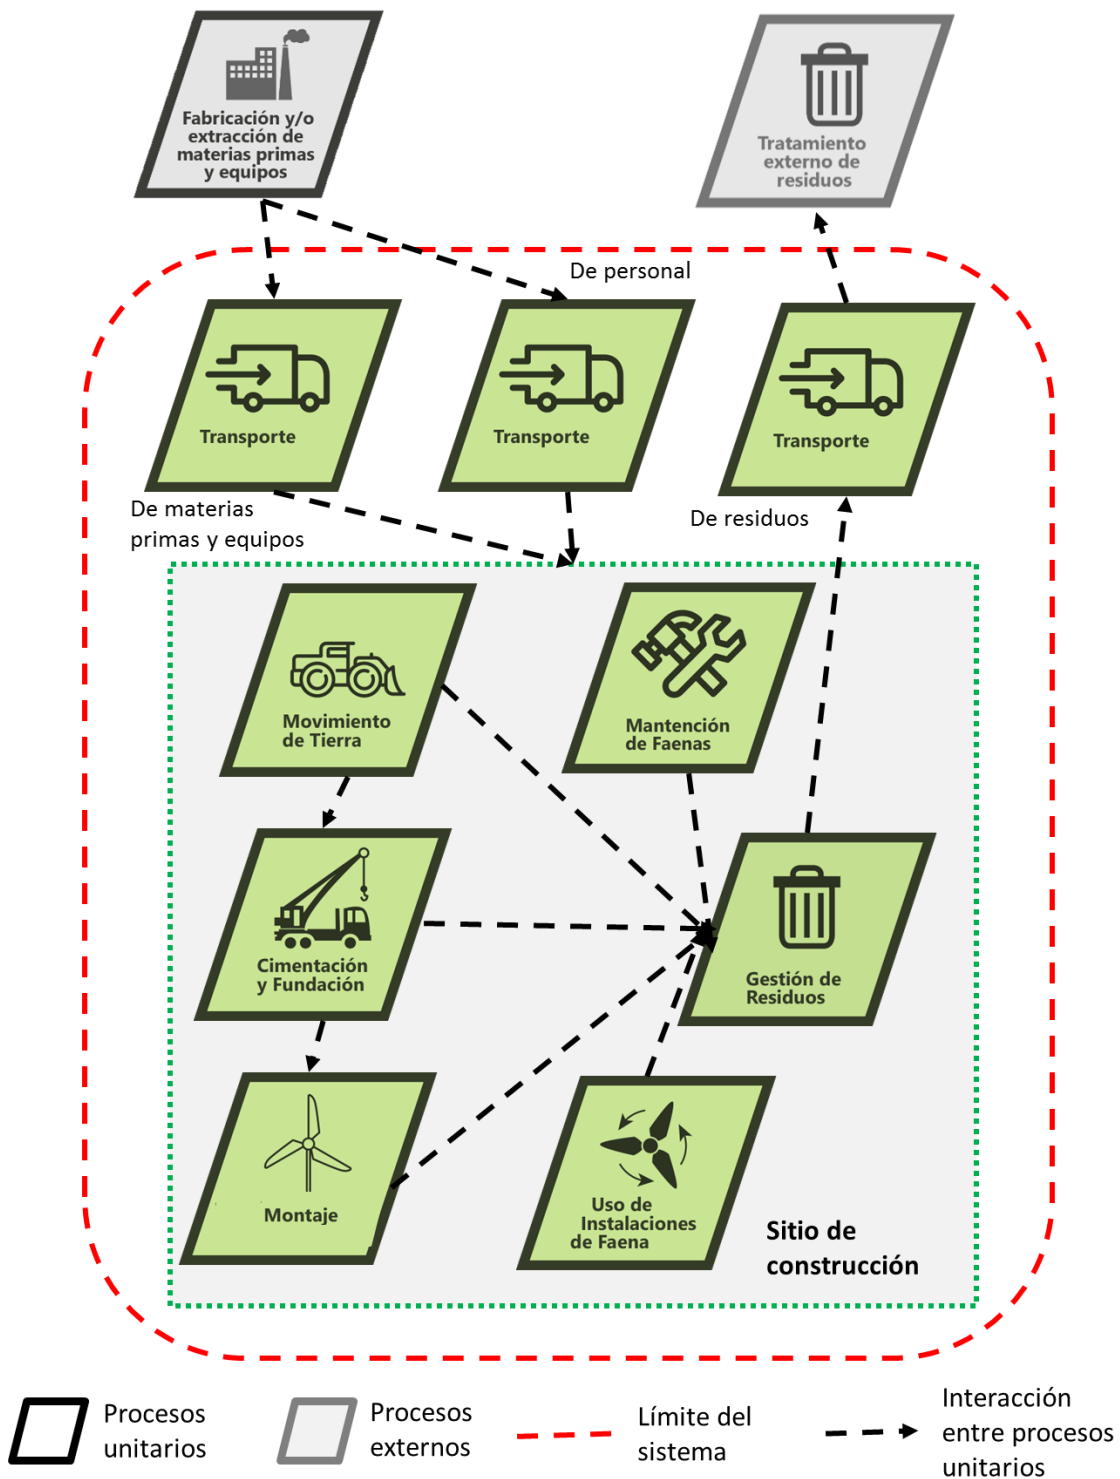 Fabricación y/o
extracción de
materias primas
y equipos
Tratamiento
externo de
residuos
De personal
Transporte
Transporte
Transporte
De materias
primas y equipos
De residuos
Movimiento
de Tierra
Mantención
de Faenas
Cimentación
y Fundación
Gestión de
Residuos
Montaje
Uso de
Instalaciones
de Faena
Sitio de
construcción
Procesos
unitarios
Procesos
externos
Límite del
sistema
Interacción
entre procesos
unitarios